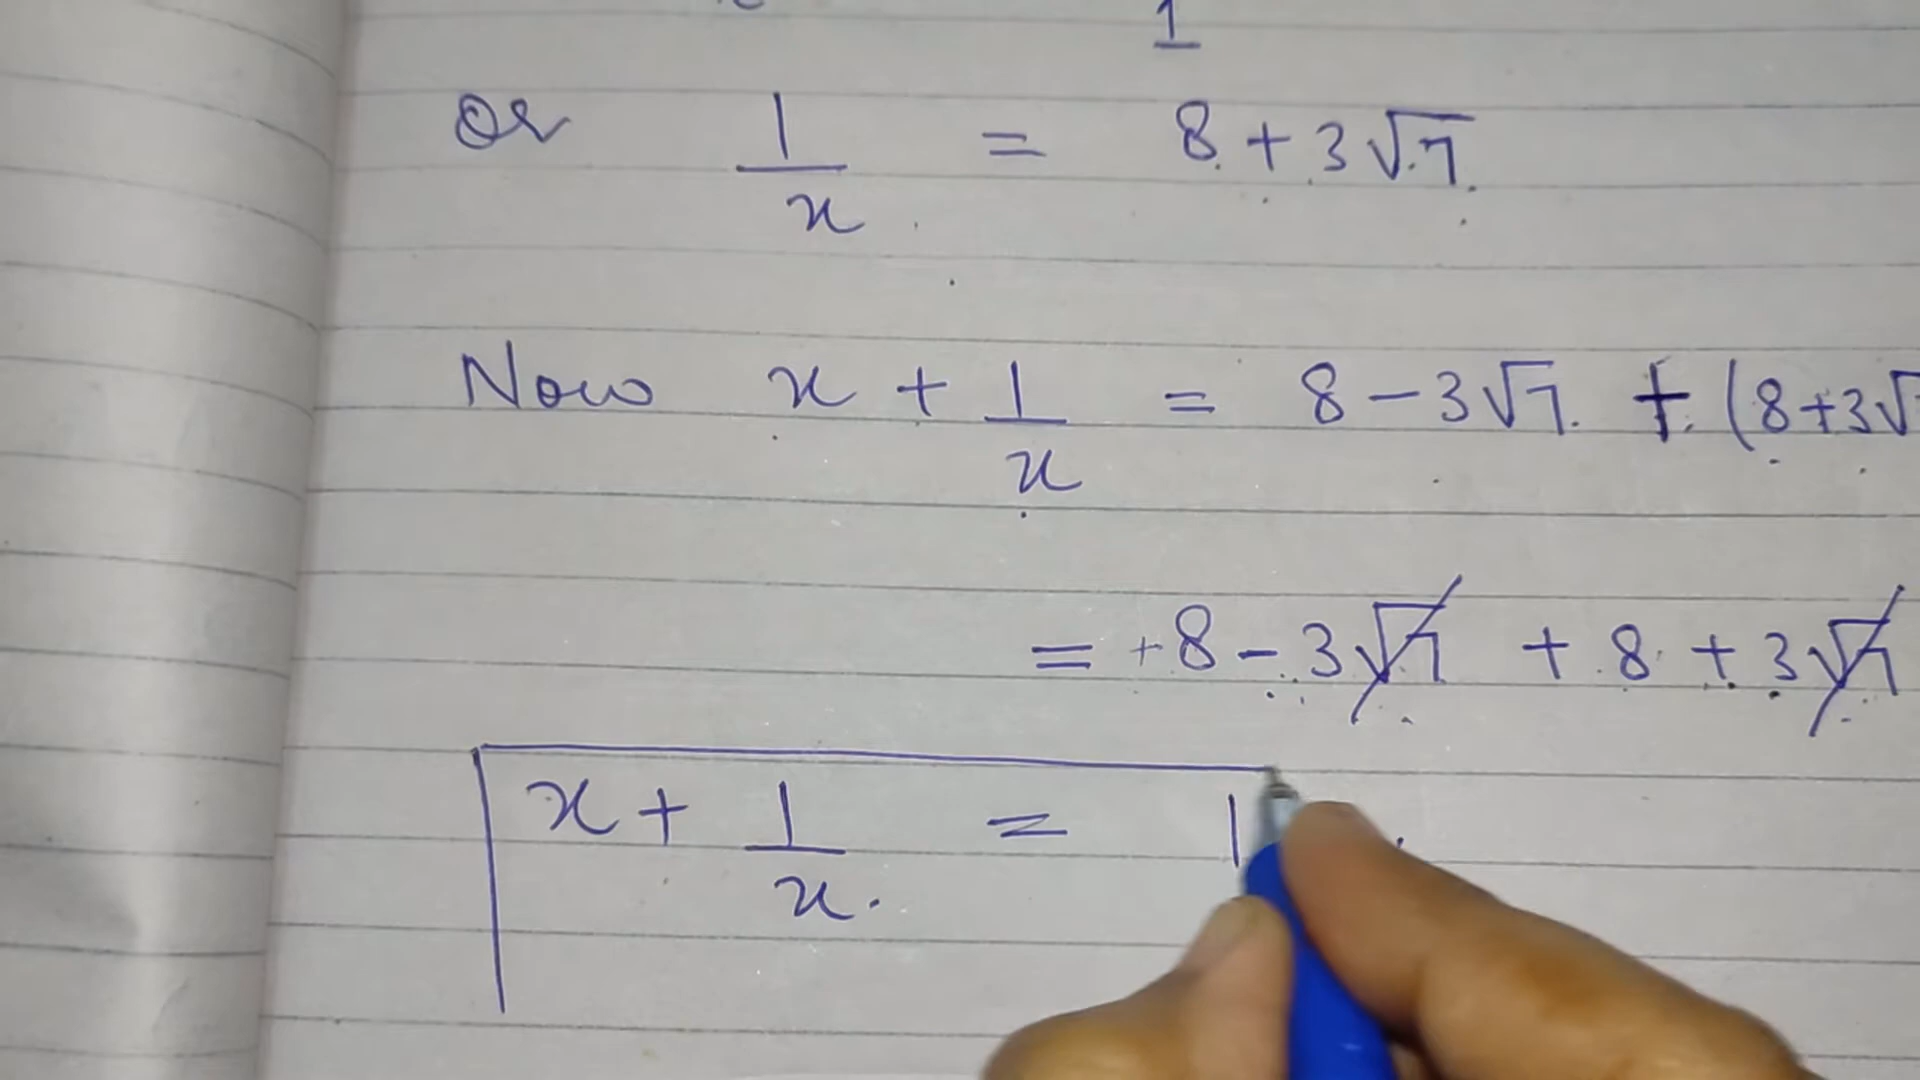 1
Or 1/x = 8 + 3√7
Now x + 1/x = 8 - 3√7 + (8+3√
= +8 - 3√7 + 8 + 3√7
x + 1/x = 1